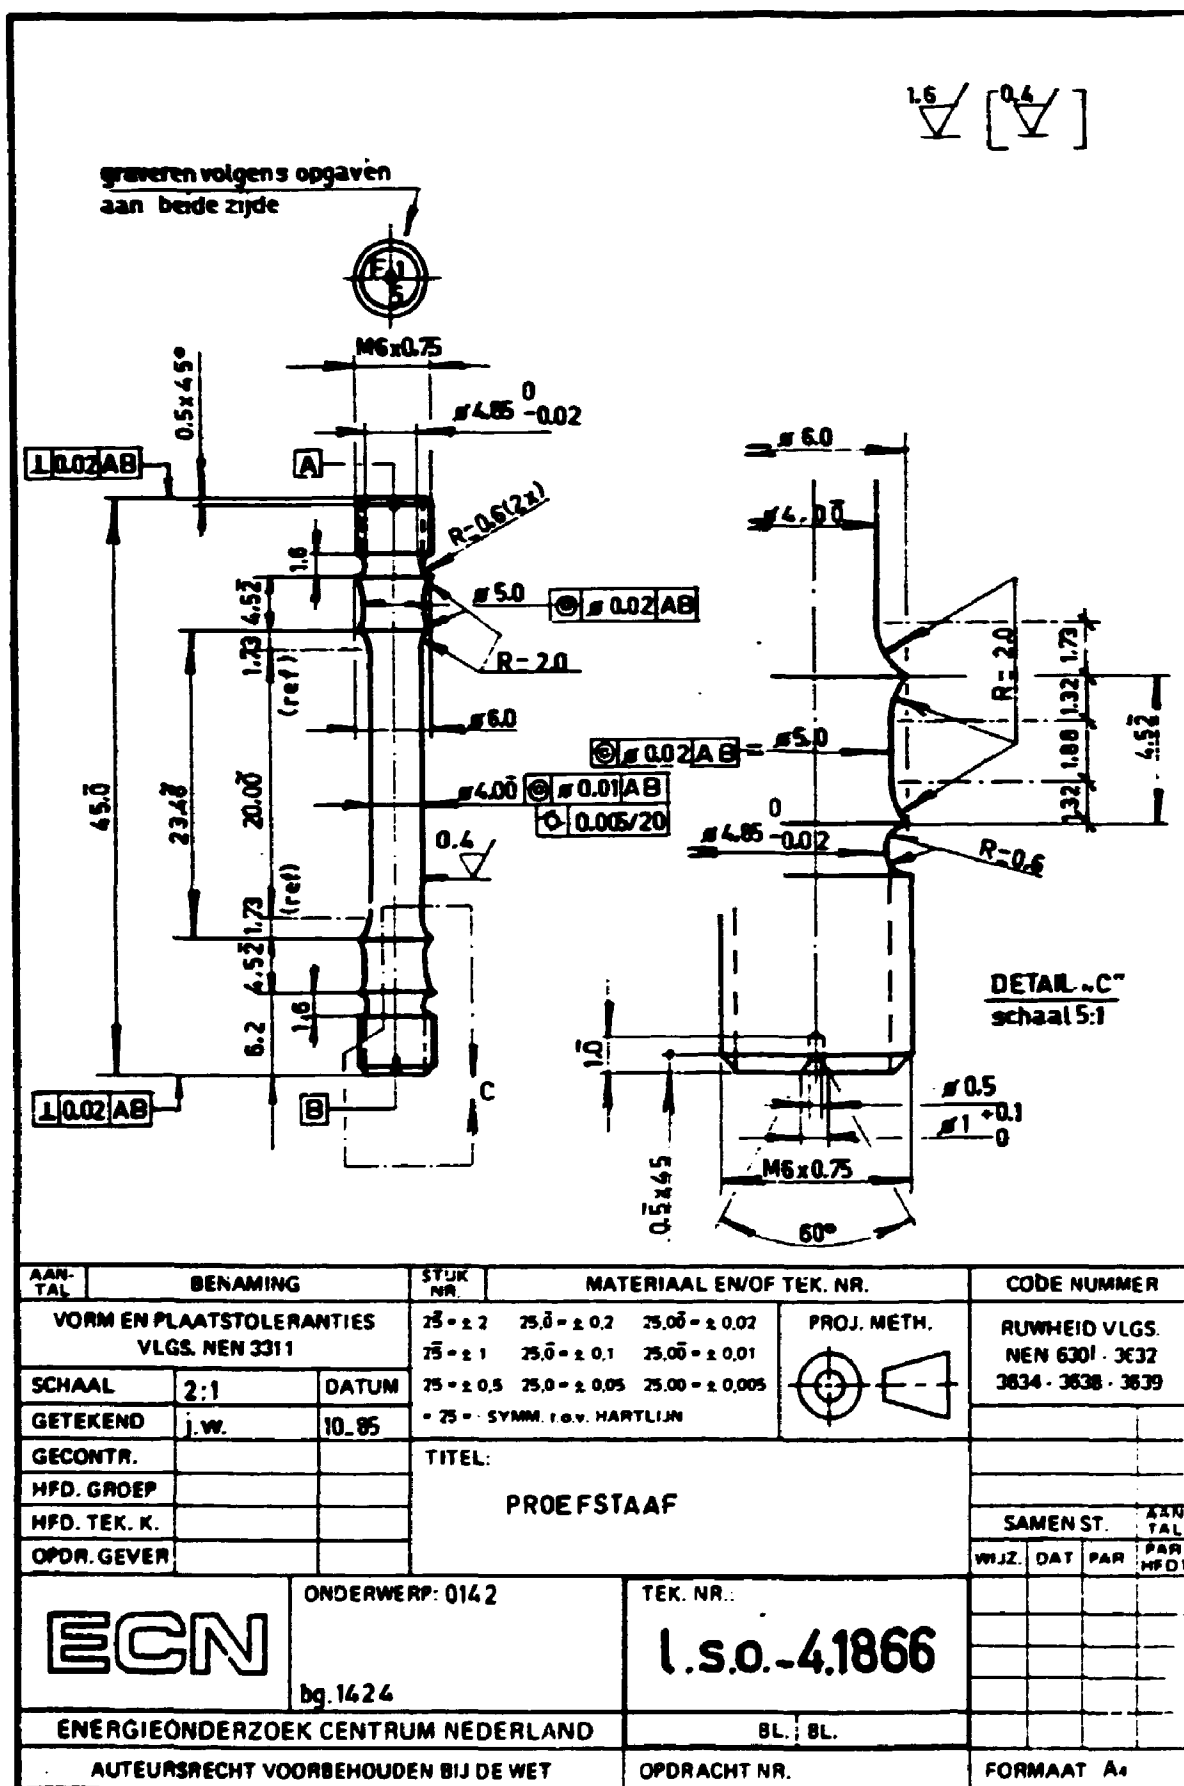 1.6 [0.4]
graveren volgens opgaven
aan beide zijde
E 1
5
M6x0.75
0.5x45°
ø4.85 0 -0.02
⊥ 0.02 AB
A
R=0.6(2x)
1.6
4.52̄
ø5.0
◎ ø 0.02 AB
1.73
(ref)
R=2.0
ø6.0
45.0̄
20.00̄
ø4.00̄ ◎ ø 0.01 AB
0.005/20
0.4
(ref)
1.73
4.52̄
1.6
6.2
⊥ 0.02 AB
B
C
= ø6.0
= ø4.00̄
R=2.0
1.73
1.32
1.88
1.32
4.52̄
◎ ø 0.02 AB = ø5.0
= ø4.85 0 -0.02
R=0.6
DETAIL „C”
schaal 5:1
1.0̄
ø0.5
ø1 +0.1 0
M6x0.75
0.5̄x45
60°
AAN-
TAL
BENAMING
STUK
NR.
MATERIAAL EN/OF TEK. NR.
CODE NUMMER
VORM EN PLAATSTOLERANTIES
VLGS. NEN 3311
25̿ = ± 2 25,0̿ = ± 0,2 25,00̿ = ± 0,02
25̄ = ± 1 25,0̄ = ± 0,1 25,00̄ = ± 0,01
25 = ± 0,5 25,0 = ± 0,05 25,00 = ± 0,005
= 25 = SYMM. t.o.v. HARTLIJN
PROJ. METH.
RUWHEID VLGS.
NEN 6301 - 3632
3634 - 3638 - 3639
SCHAAL 2:1 DATUM
GETEKEND j.w. 10_85
GECONTR.
HFD. GROEP
HFD. TEK. K.
OPDR. GEVER
TITEL:
PROEFSTAAF
SAMENST. AAN
TAL
WIJZ. DAT PAR PAR
HFDT
ECN
ONDERWERP: 0142
bg. 1424
TEK. NR.:
l.s.o.-4.1866
ENERGIEONDERZOEK CENTRUM NEDERLAND
BL. BL.
AUTEURSRECHT VOORBEHOUDEN BIJ DE WET
OPDRACHT NR.
FORMAAT A4